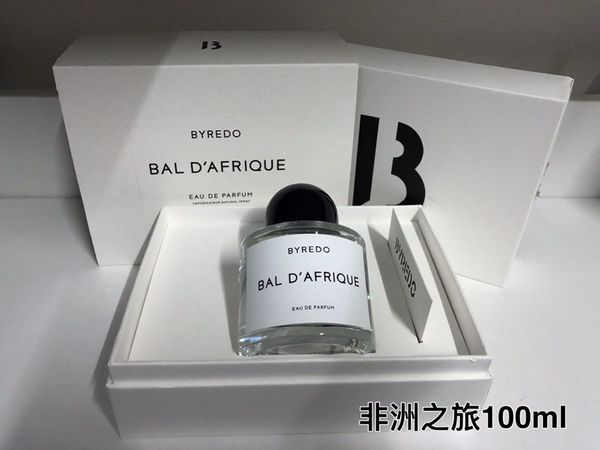 B
BYREDO
BAL D'AFRIQUE
EAU DE PARFUM
VAPORISATEUR NATURAL SPRAY
B
BYREDO
BAL D'AFRIQUE
EAU DE PARFUM
BYREDO
非洲之旅100ml